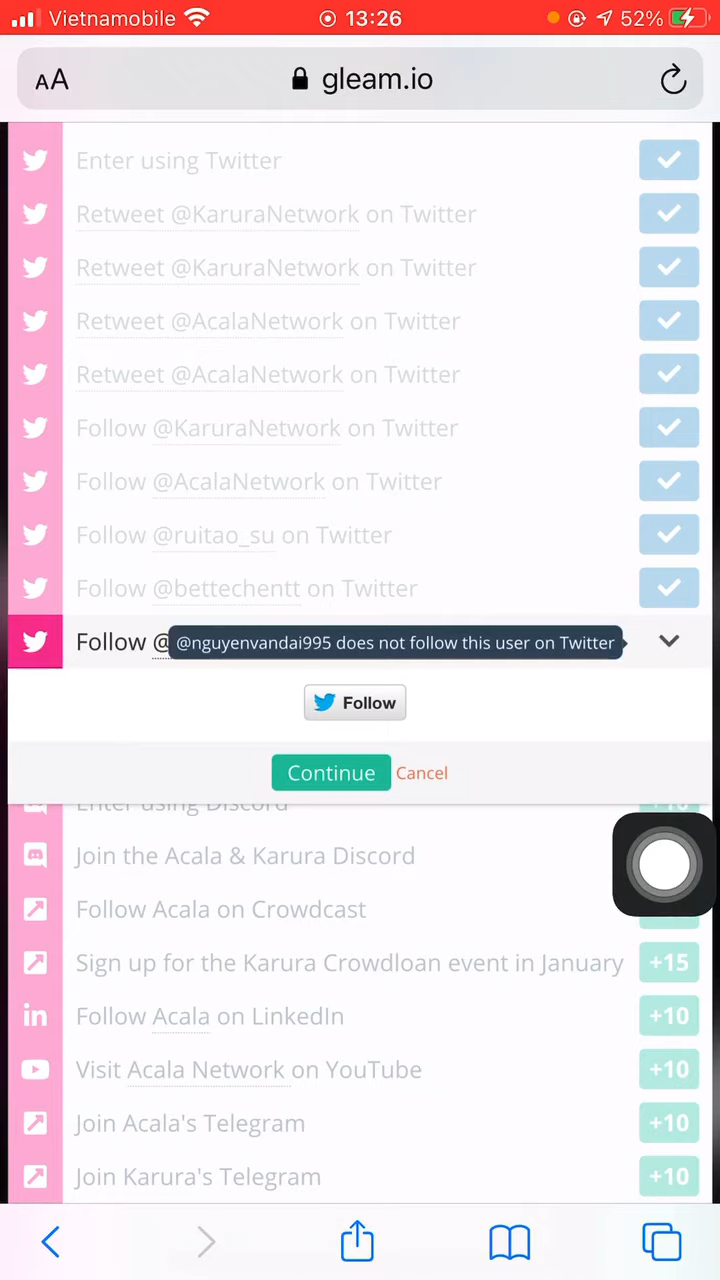 Vietnamobile 13:26 52%
AA gleam.io
Enter using Twitter
Retweet @KaruraNetwork on Twitter
Retweet @KaruraNetwork on Twitter
Retweet @AcalaNetwork on Twitter
Retweet @AcalaNetwork on Twitter
Follow @KaruraNetwork on Twitter
Follow @AcalaNetwork on Twitter
Follow @ruitao_su on Twitter
Follow @bettechentt on Twitter
Follow @ @nguyenvandai995 does not follow this user on Twitter
Follow
Continue Cancel
Enter using Discord +10
Join the Acala & Karura Discord
Follow Acala on Crowdcast
Sign up for the Karura Crowdloan event in January +15
in Follow Acala on LinkedIn +10
Visit Acala Network on YouTube +10
Join Acala's Telegram +10
Join Karura's Telegram +10